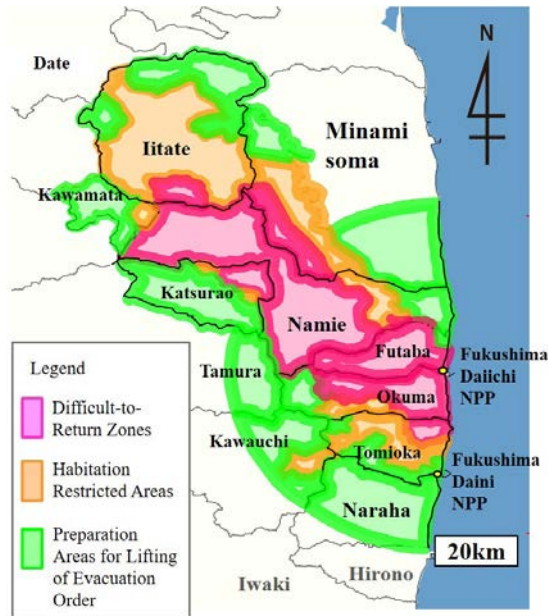 N
Date
Minami
soma
Iitate
Kawamata
Katsurao
Namie
Futaba
Fukushima
Daiichi
NPP
Okuma
Tamura
Kawauchi
Tomioka
Fukushima
Daini
NPP
Naraha
20km
Iwaki
Hirono
Legend
Difficult-to-
Return Zones
Habitation
Restricted Areas
Preparation
Areas for Lifting
of Evacuation
Order